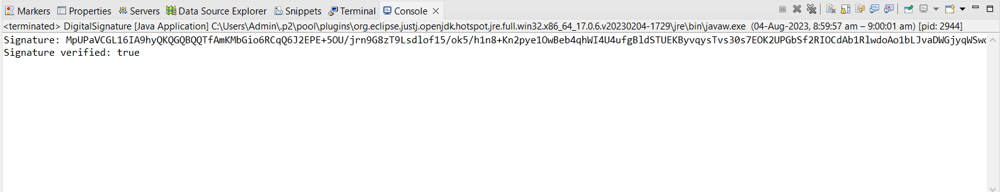 Markers Properties Servers Data Source Explorer Snippets Terminal Console
<terminated> DigitalSignature [Java Application] C:\Users\Admin\.p2\pool\plugins\org.eclipse.justj.openjdk.hotspot.jre.full.win32.x86_64_17.0.6.v20230204-1729\jre\bin\javaw.exe (04-Aug-2023, 8:59:57 am – 9:00:01 am) [pid: 2944]
Signature: MpUPaVCGL16IA9hyQKQGQBQQTfAmKMbGio6RCqQ6J2EPE+5OU/jrn9G8zT9Lsdlof15/ok5/h1n8+Kn2pye1OwBeb4qhWI4U4ufgBldSTUEKByvqysTvs30s7EOK2UPGbSf2RIOCdAb1RlwdoAo1bLJvaDWGjyqWSwc
Signature verified: true